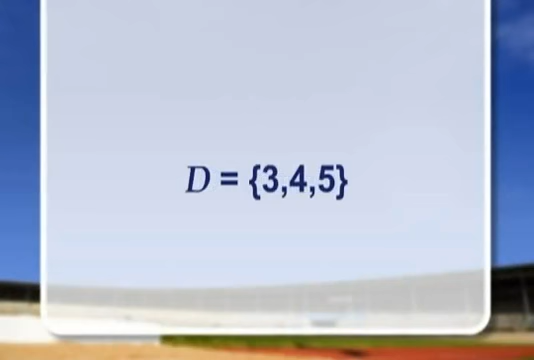 D = {3,4,5}